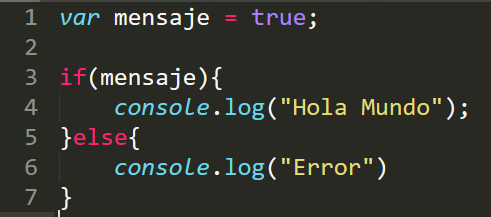 1 var mensaje = true;
2
3 if(mensaje){
4     console.log("Hola Mundo");
5 }else{
6     console.log("Error")
7 }